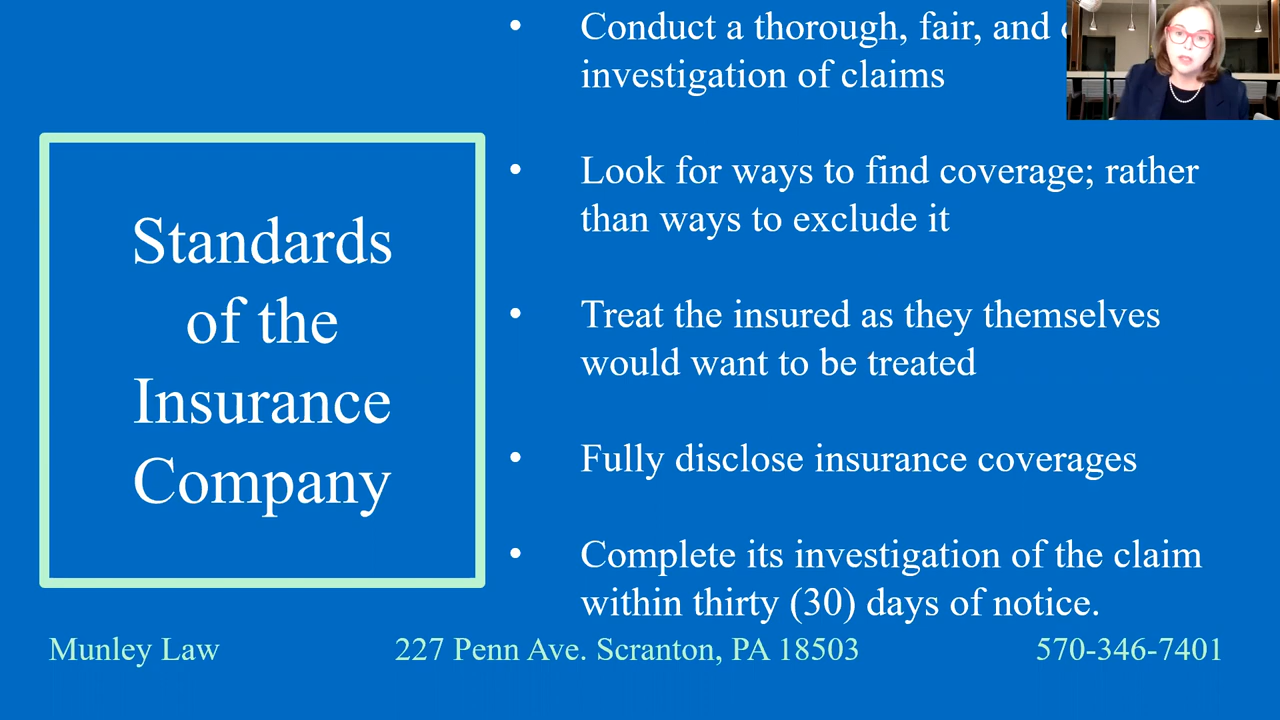 Standards
of the
Insurance
Company
• Conduct a thorough, fair, and
investigation of claims
• Look for ways to find coverage; rather
than ways to exclude it
• Treat the insured as they themselves
would want to be treated
• Fully disclose insurance coverages
• Complete its investigation of the claim
within thirty (30) days of notice.
Munley Law 227 Penn Ave. Scranton, PA 18503 570-346-7401